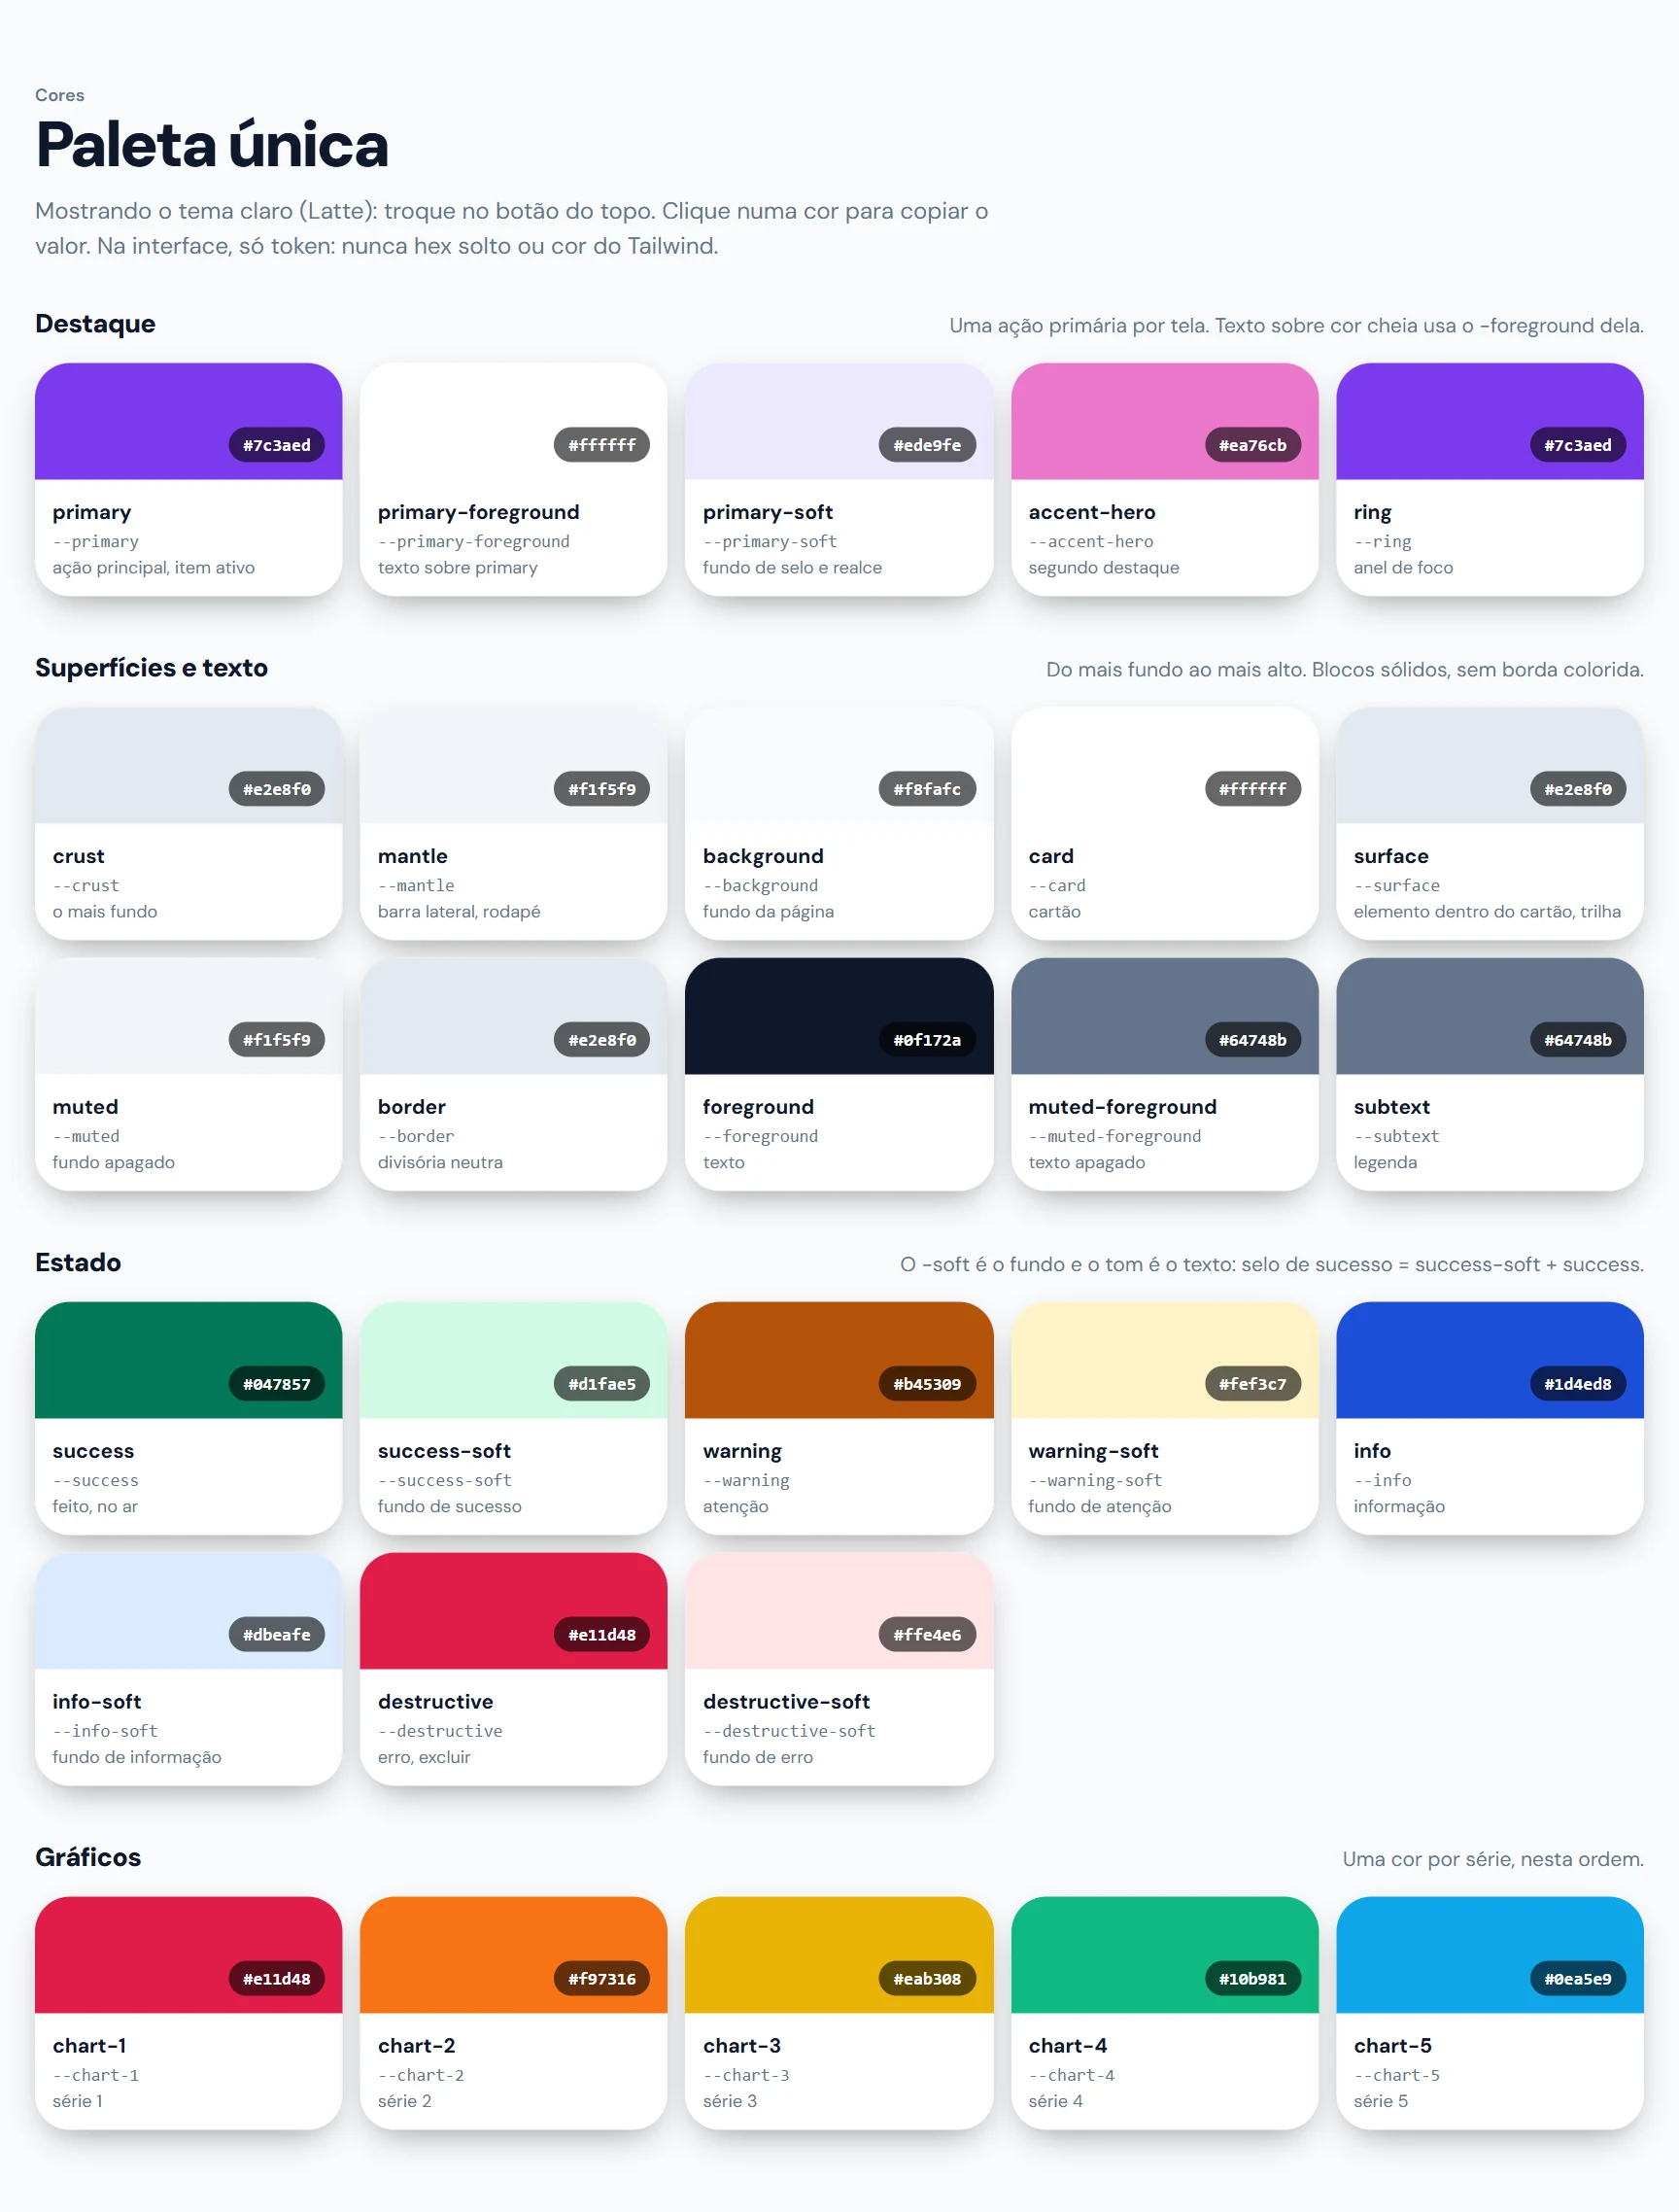 Cores
Paleta única
Mostrando o tema claro (Latte): troque no botão do topo. Clique numa cor para copiar o
valor. Na interface, só token: nunca hex solto ou cor do Tailwind.
Destaque
Uma ação primária por tela. Texto sobre cor cheia usa o -foreground dela.
#7c3aed
primary
--primary
ação principal, item ativo
#ffffff
primary-foreground
--primary-foreground
texto sobre primary
#ede9fe
primary-soft
--primary-soft
fundo de selo e realce
#ea76cb
accent-hero
--accent-hero
segundo destaque
#7c3aed
ring
--ring
anel de foco
Superfícies e texto
Do mais fundo ao mais alto. Blocos sólidos, sem borda colorida.
#e2e8f0
crust
--crust
o mais fundo
#f1f5f9
mantle
--mantle
barra lateral, rodapé
#f8fafc
background
--background
fundo da página
#ffffff
card
--card
cartão
#e2e8f0
surface
--surface
elemento dentro do cartão, trilha
#f1f5f9
muted
--muted
fundo apagado
#e2e8f0
border
--border
divisória neutra
#0f172a
foreground
--foreground
texto
#64748b
muted-foreground
--muted-foreground
texto apagado
#64748b
subtext
--subtext
legenda
Estado
O -soft é o fundo e o tom é o texto: selo de sucesso = success-soft + success.
#047857
success
--success
feito, no ar
#d1fae5
success-soft
--success-soft
fundo de sucesso
#b45309
warning
--warning
atenção
#fef3c7
warning-soft
--warning-soft
fundo de atenção
#1d4ed8
info
--info
informação
#dbeafe
info-soft
--info-soft
fundo de informação
#e11d48
destructive
--destructive
erro, excluir
#ffe4e6
destructive-soft
--destructive-soft
fundo de erro
Gráficos
Uma cor por série, nesta ordem.
#e11d48
chart-1
--chart-1
série 1
#f97316
chart-2
--chart-2
série 2
#eab308
chart-3
--chart-3
série 3
#10b981
chart-4
--chart-4
série 4
#0ea5e9
chart-5
--chart-5
série 5